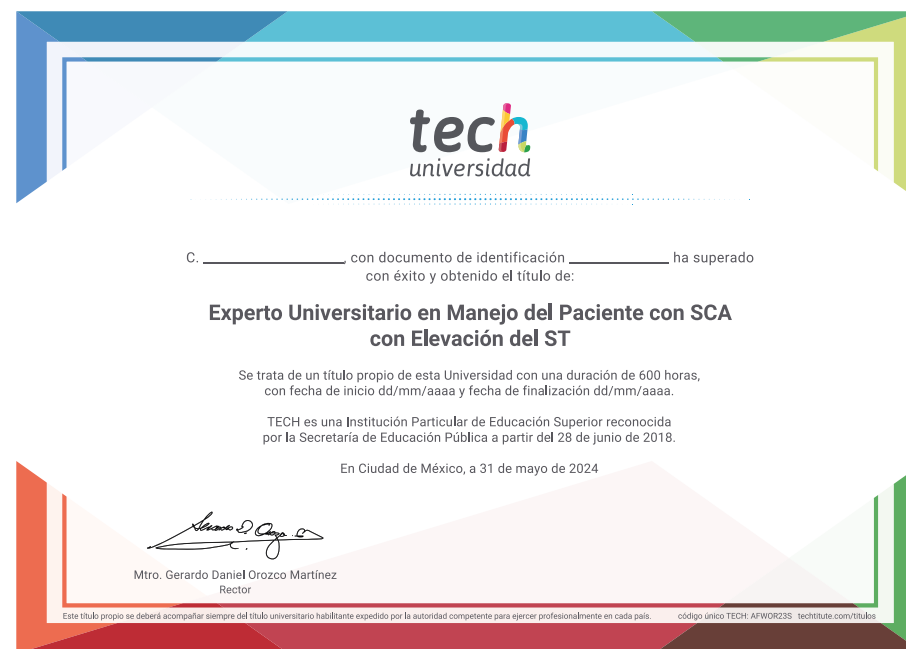 tech
universidad
C. ____________________, con documento de identificación ______________ ha superado
con éxito y obtenido el título de:
Experto Universitario en Manejo del Paciente con SCA
con Elevación del ST
Se trata de un título propio de esta Universidad con una duración de 600 horas,
con fecha de inicio dd/mm/aaaa y fecha de finalización dd/mm/aaaa.
TECH es una Institución Particular de Educación Superior reconocida
por la Secretaría de Educación Pública a partir del 28 de junio de 2018.
En Ciudad de México, a 31 de mayo de 2024
Mtro. Gerardo Daniel Orozco Martínez
Rector
Este título propio se deberá acompañar siempre del título universitario habilitante expedido por la autoridad competente para ejercer profesionalmente en cada país. código único TECH: AFWOR23S techtitute.com/titulos